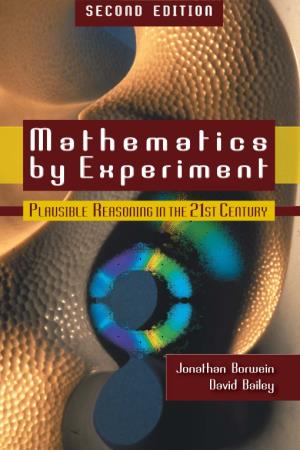 SECOND EDITION
Mathematics
by Experiment
PLAUSIBLE REASONING IN THE 21ST CENTURY
Jonathan Borwein
David Bailey